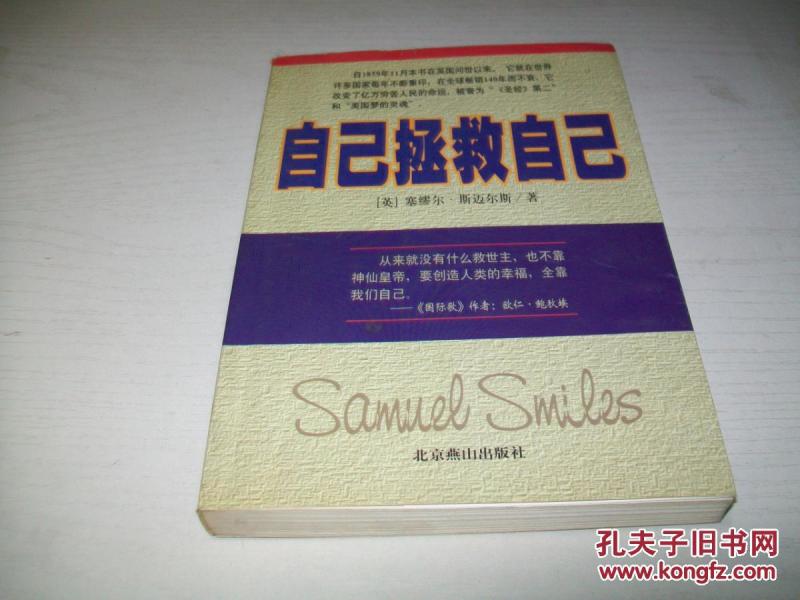 自1859年11月本书在英国问世以来，它就在世界
许多国家每年不断重印，在全球畅销140年而不衰，它
改变了亿万劳苦人民的命运，被誉为“《圣经》第二”
和“美国梦的灵魂”
自己拯救自己
[英] 塞缪尔·斯迈尔斯/著
从来就没有什么救世主，也不靠
神仙皇帝，要创造人类的幸福，全靠
我们自己。
——《国际歌》作者：欧仁·鲍狄埃
Samuel Smiles
北京燕山出版社
孔夫子旧书网
www.kongfz.com